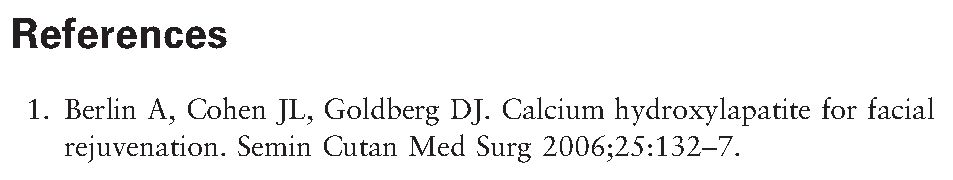 References
1. Berlin A, Cohen JL, Goldberg DJ. Calcium hydroxylapatite for facial
rejuvenation. Semin Cutan Med Surg 2006;25:132–7.